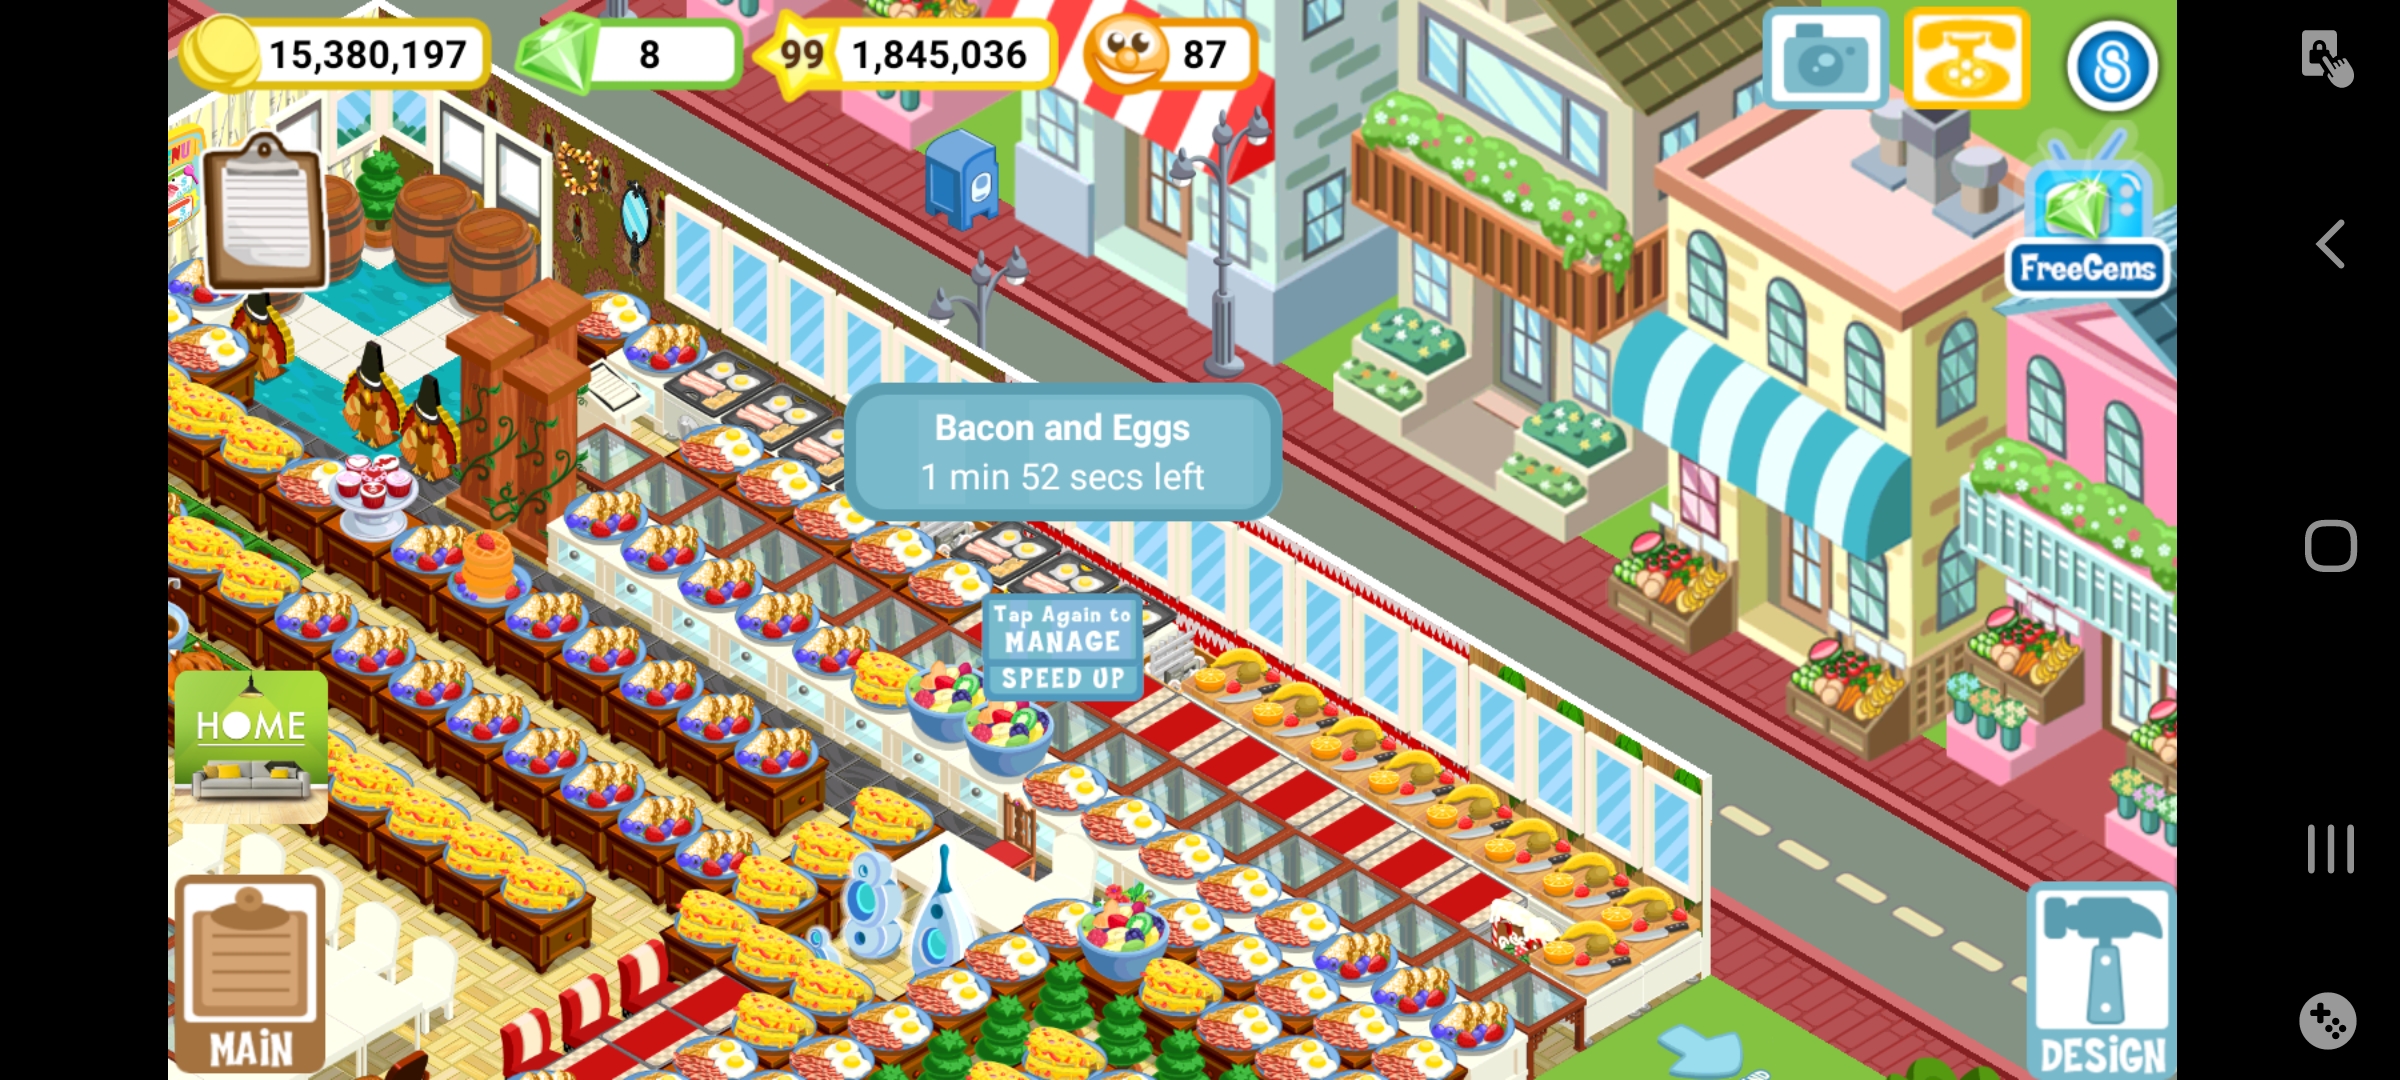 15,380,197
8
99
1,845,036
87
FreeGems
Bacon and Eggs
1 min 52 secs left
Tap Again to
MANAGE
SPEED UP
HOME
MAiN
DESiGN